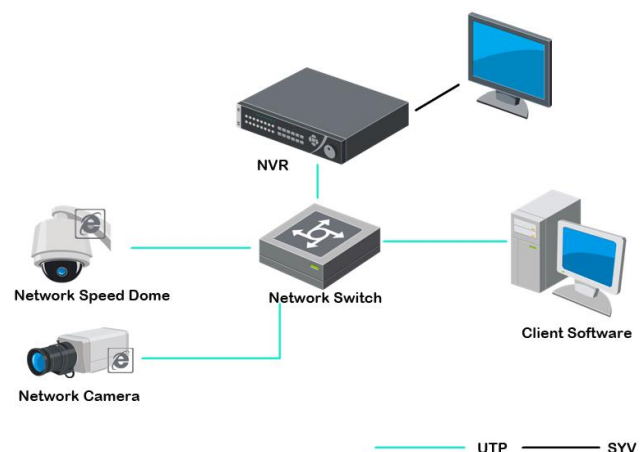 NVR
Network Speed Dome
Network Switch
Client Software
Network Camera
UTP
SYV